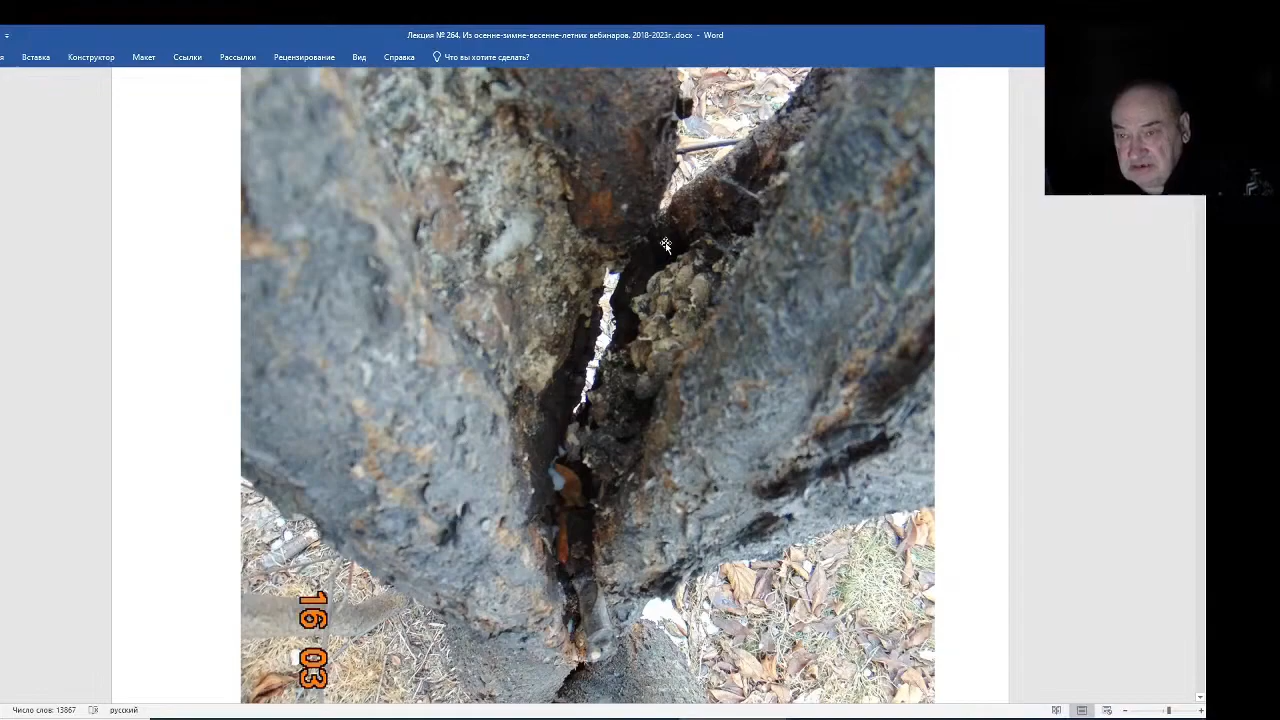 Лекция № 264. Из осенне-зимне-весенне-летних вебинаров. 2018-2023г..docx - Word
я Вставка Конструктор Макет Ссылки Рассылки Рецензирование Вид Справка Что вы хотите сделать?
16 03
Число слов: 13867 русский